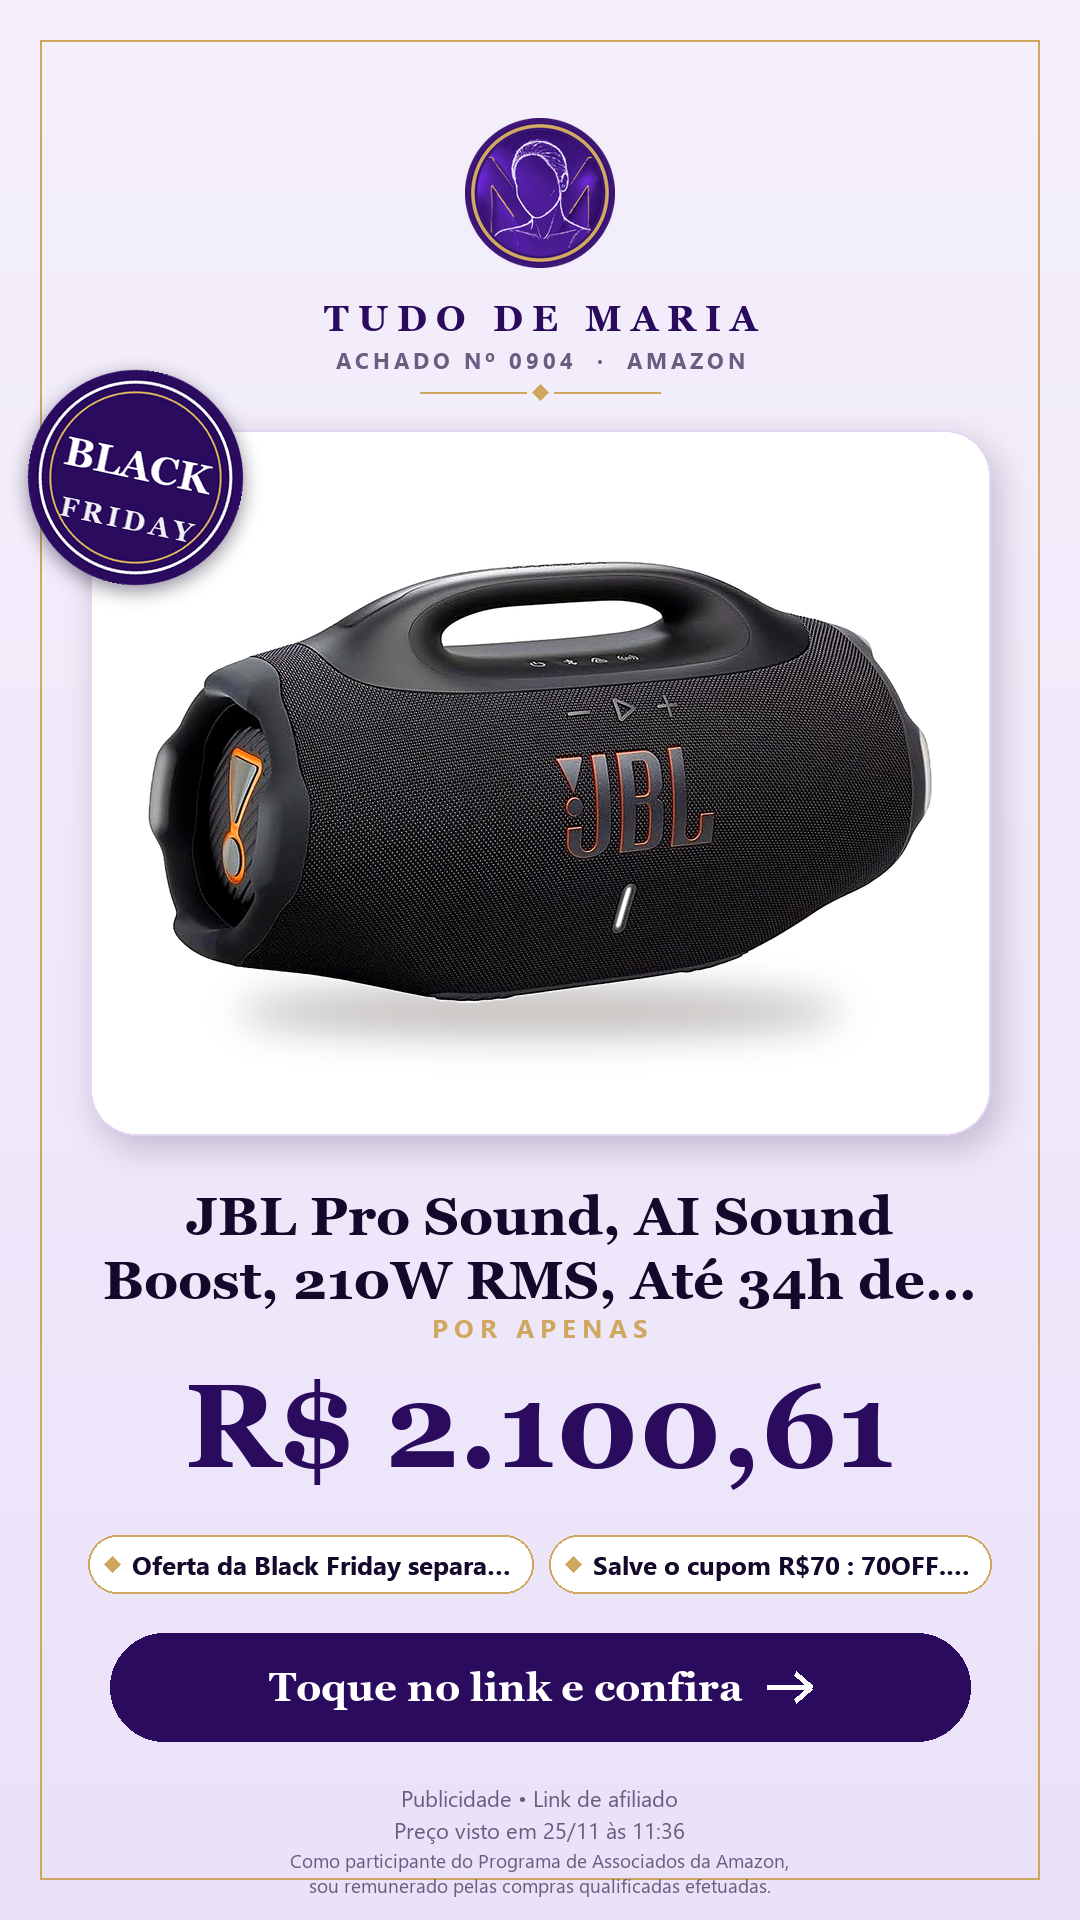 TUDO DE MARIA
ACHADO Nº 0904 · AMAZON
BLACK
FRIDAY
JBL
JBL Pro Sound, AI Sound
Boost, 210W RMS, Até 34h de...
POR APENAS
R$ 2.100,61
Oferta da Black Friday separa...
Salve o cupom R$70 : 70OFF....
Toque no link e confira →
Publicidade • Link de afiliado
Preço visto em 25/11 às 11:36
Como participante do Programa de Associados da Amazon,
sou remunerado pelas compras qualificadas efetuadas.